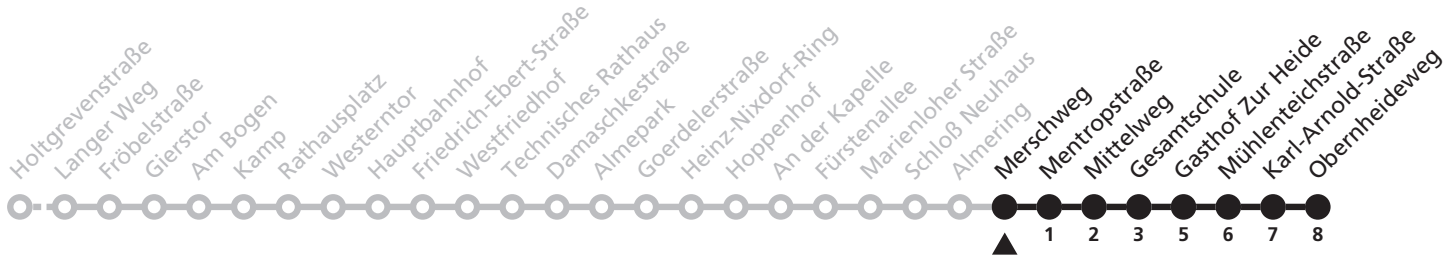 Holtgrevenstraße
Langer Weg
Fröbelstraße
Gierstor
Am Bogen
Kamp
Rathausplatz
Westerntor
Hauptbahnhof
Friedrich-Ebert-Straße
Westfriedhof
Technisches Rathaus
Damaschkestraße
Almepark
Goerdelerstraße
Heinz-Nixdorf-Ring
Hoppenhof
An der Kapelle
Fürstenallee
Marienloher Straße
Schloß Neuhaus
Almering
Merschweg
Mentropstraße
Mittelweg
Gesamtschule
Gasthof Zur Heide
Mühlenteichstraße
Karl-Arnold-Straße
Obernheideweg
1 2 3 5 6 7 8